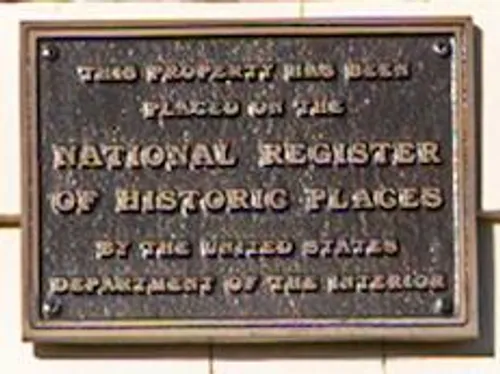 THIS PROPERTY HAS BEEN
PLACED ON THE
NATIONAL REGISTER
OF HISTORIC PLACES
BY THE UNITED STATES
DEPARTMENT OF THE INTERIOR